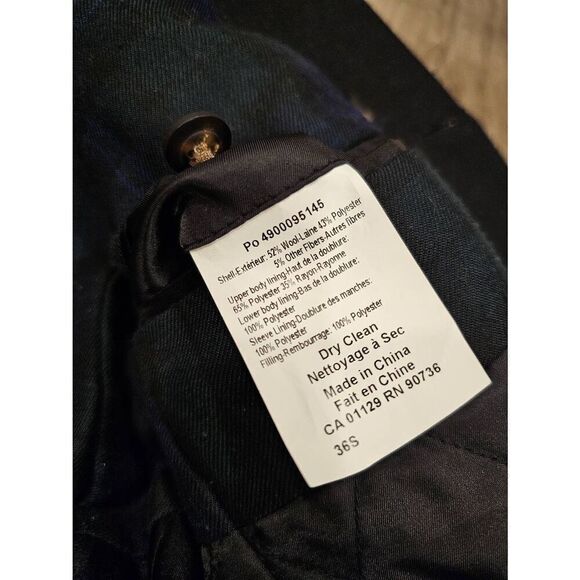 Po 4900095145
Shell-Extérieur: 52% Wool-Laine 43% Polyester
5% Other Fibers-Autres fibres
Upper body lining-Haut de la doublure:
65% Polyester 35% Rayon-Rayonne
Lower body lining-Bas de la doublure:
100% Polyester
Sleeve Lining-Doublure des manches:
100% Polyester
Filling-Rembourrage: 100% Polyester
Dry Clean
Nettoyage à Sec
Made in China
Fait en Chine
CA 01129 RN 90736
36S